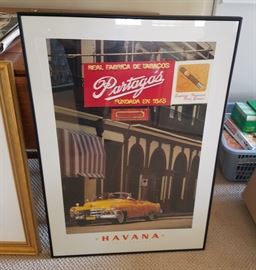 REAL FABRICA DE TABACOS
Partagás
FUNDADA EN 1845
HAVANA